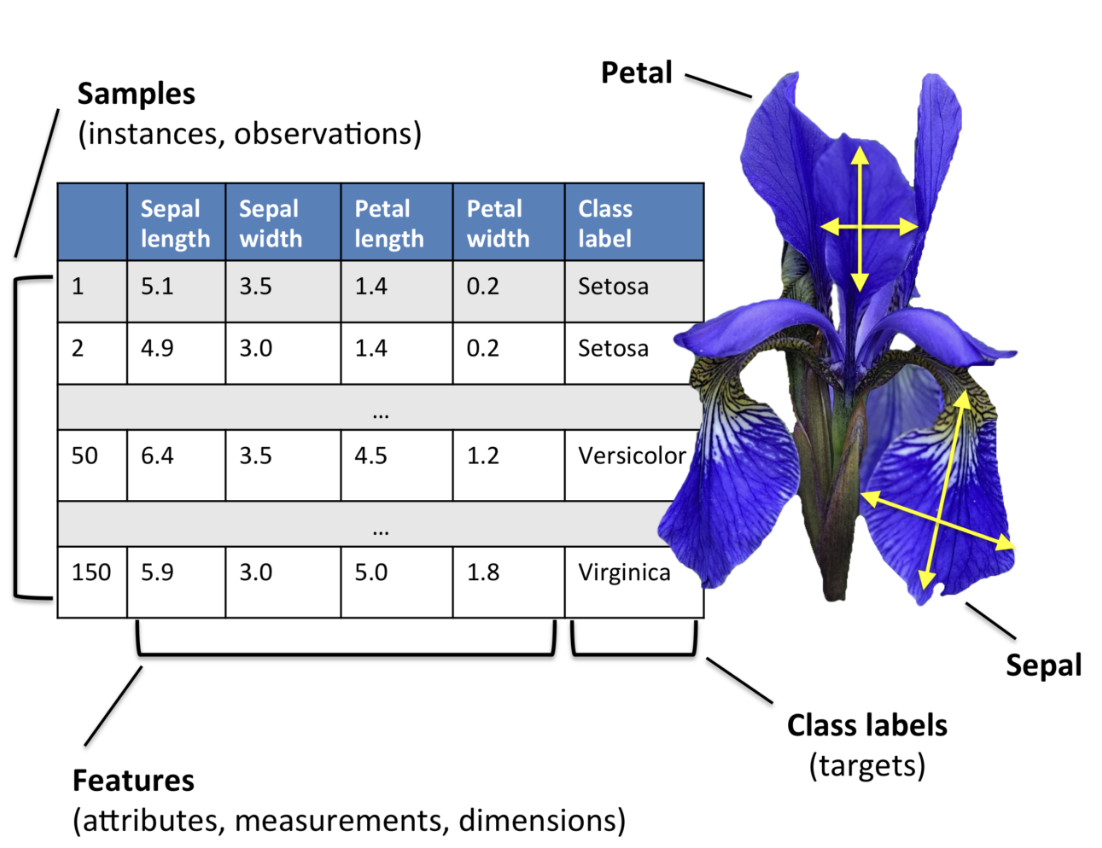 Petal
Samples
(instances, observations)
Sepal length Sepal width Petal length Petal width Class label
1 5.1 3.5 1.4 0.2 Setosa
2 4.9 3.0 1.4 0.2 Setosa
...
50 6.4 3.5 4.5 1.2 Versicolor
...
150 5.9 3.0 5.0 1.8 Virginica
Sepal
Class labels
(targets)
Features
(attributes, measurements, dimensions)